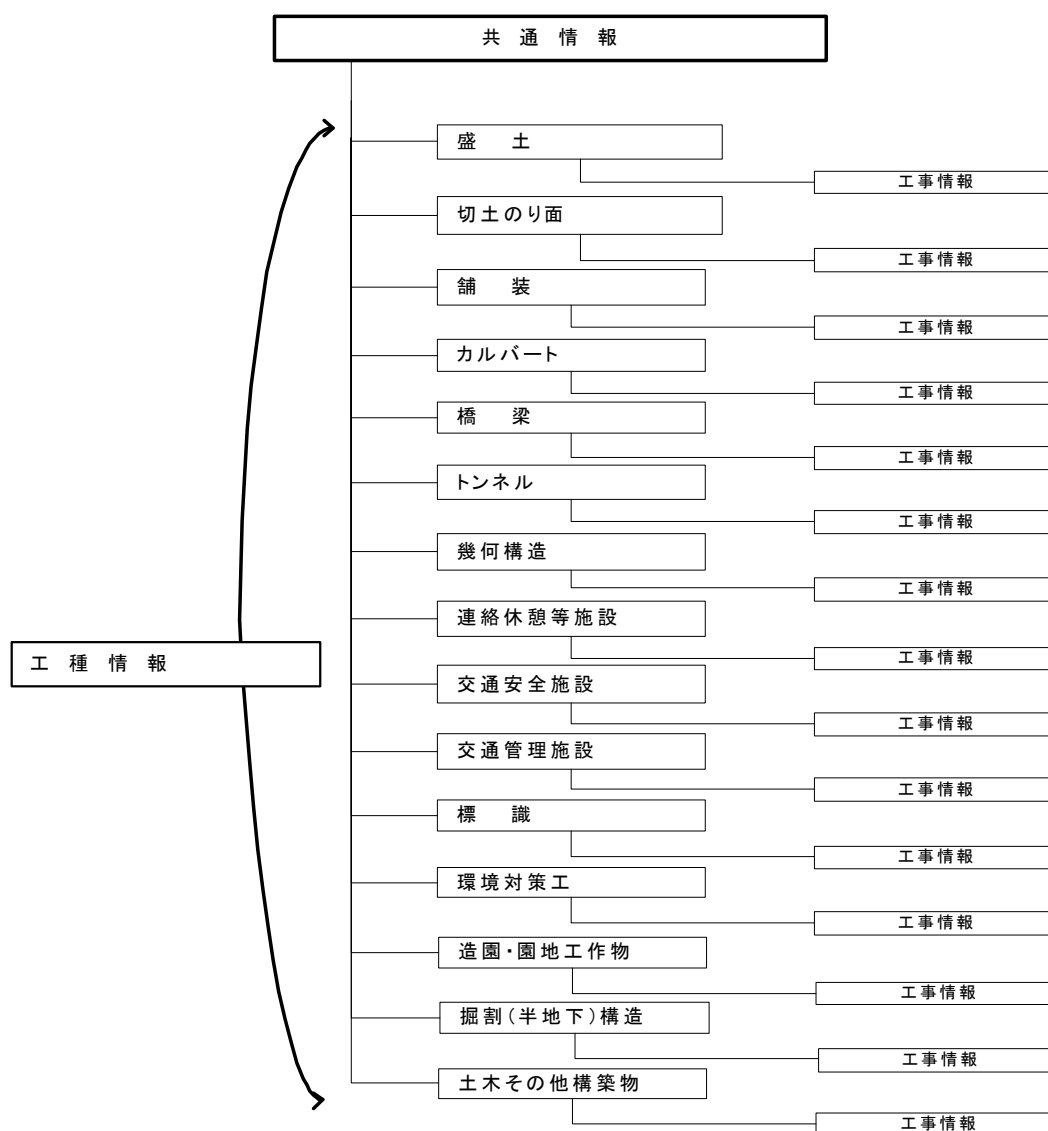 共通情報
盛土
工事情報
切土のり面
工事情報
舗装
工事情報
カルバート
工事情報
橋梁
工事情報
トンネル
工事情報
幾何構造
工事情報
連絡休憩等施設
工事情報
工種情報
交通安全施設
工事情報
交通管理施設
工事情報
標識
工事情報
環境対策工
工事情報
造園・園地工作物
工事情報
掘割(半地下)構造
工事情報
土木その他構築物
工事情報